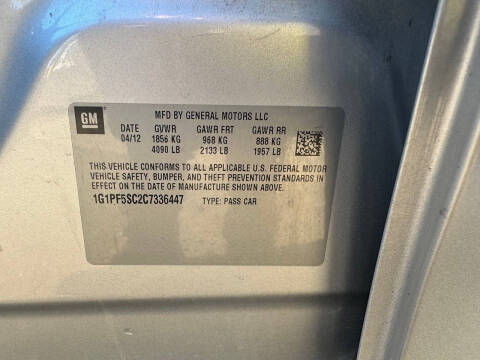 GM
MFD BY GENERAL MOTORS LLC
DATE GVWR GAWR FRT GAWR RR
04/12 1856 KG 968 KG 888 KG
4090 LB 2133 LB 1957 LB
THIS VEHICLE CONFORMS TO ALL APPLICABLE U.S. FEDERAL MOTOR
VEHICLE SAFETY, BUMPER, AND THEFT PREVENTION STANDARDS IN
EFFECT ON THE DATE OF MANUFACTURE SHOWN ABOVE.
1G1PF5SC2C7336447 TYPE: PASS CAR